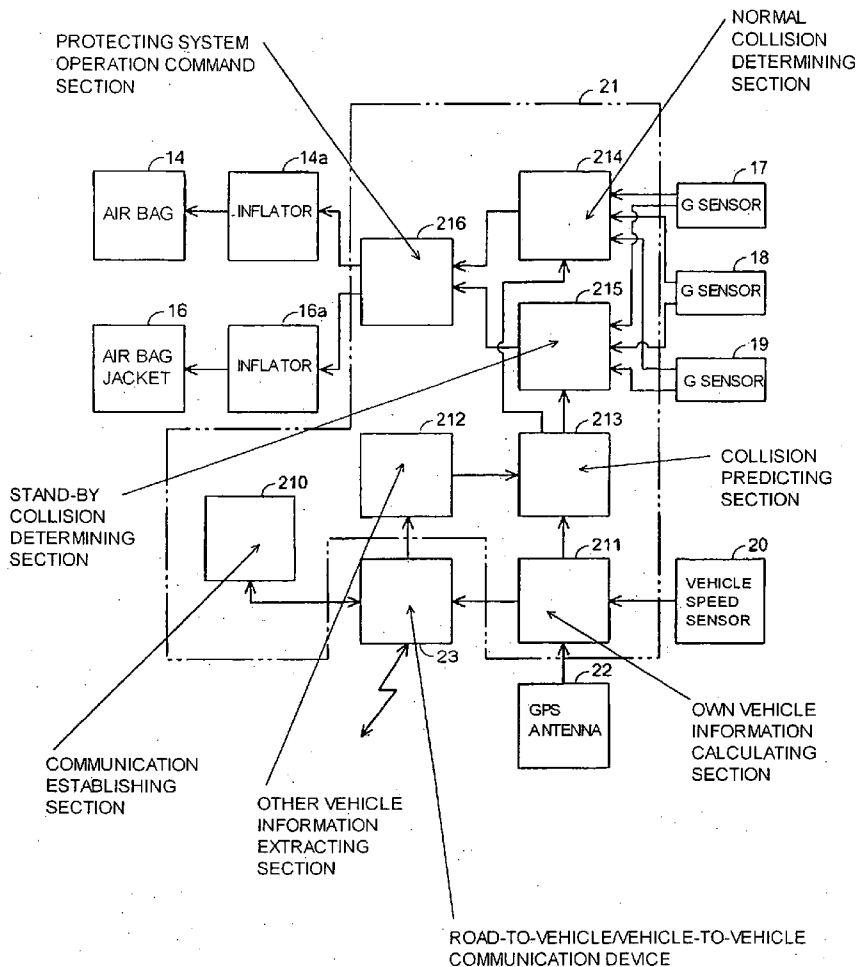 NORMAL
COLLISION
DETERMINING
SECTION
PROTECTING SYSTEM
OPERATION COMMAND
SECTION
21
14
14a
214
17
AIR BAG
INFLATOR
216
G SENSOR
18
G SENSOR
16
16a
215
19
AIR BAG
JACKET
INFLATOR
G SENSOR
212
213
COLLISION
PREDICTING
SECTION
STAND-BY
COLLISION
DETERMINING
SECTION
210
211
20
VEHICLE
SPEED
SENSOR
23
22
GPS
ANTENNA
OWN VEHICLE
INFORMATION
CALCULATING
SECTION
COMMUNICATION
ESTABLISHING
SECTION
OTHER VEHICLE
INFORMATION
EXTRACTING
SECTION
ROAD-TO-VEHICLE/VEHICLE-TO-VEHICLE
COMMUNICATION DEVICE